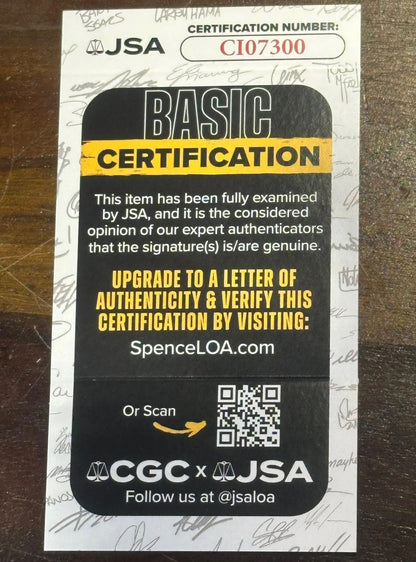 LARRY HAMA
JSA
CERTIFICATION NUMBER:
CI07300
BASIC
CERTIFICATION
This item has been fully examined
by JSA, and it is the considered
opinion of our expert authenticators
that the signature(s) is/are genuine.
UPGRADE TO A LETTER OF
AUTHENTICITY & VERIFY THIS
CERTIFICATION BY VISITING:
SpenceLOA.com
Or Scan
CGC x JSA
Follow us at @jsaloa